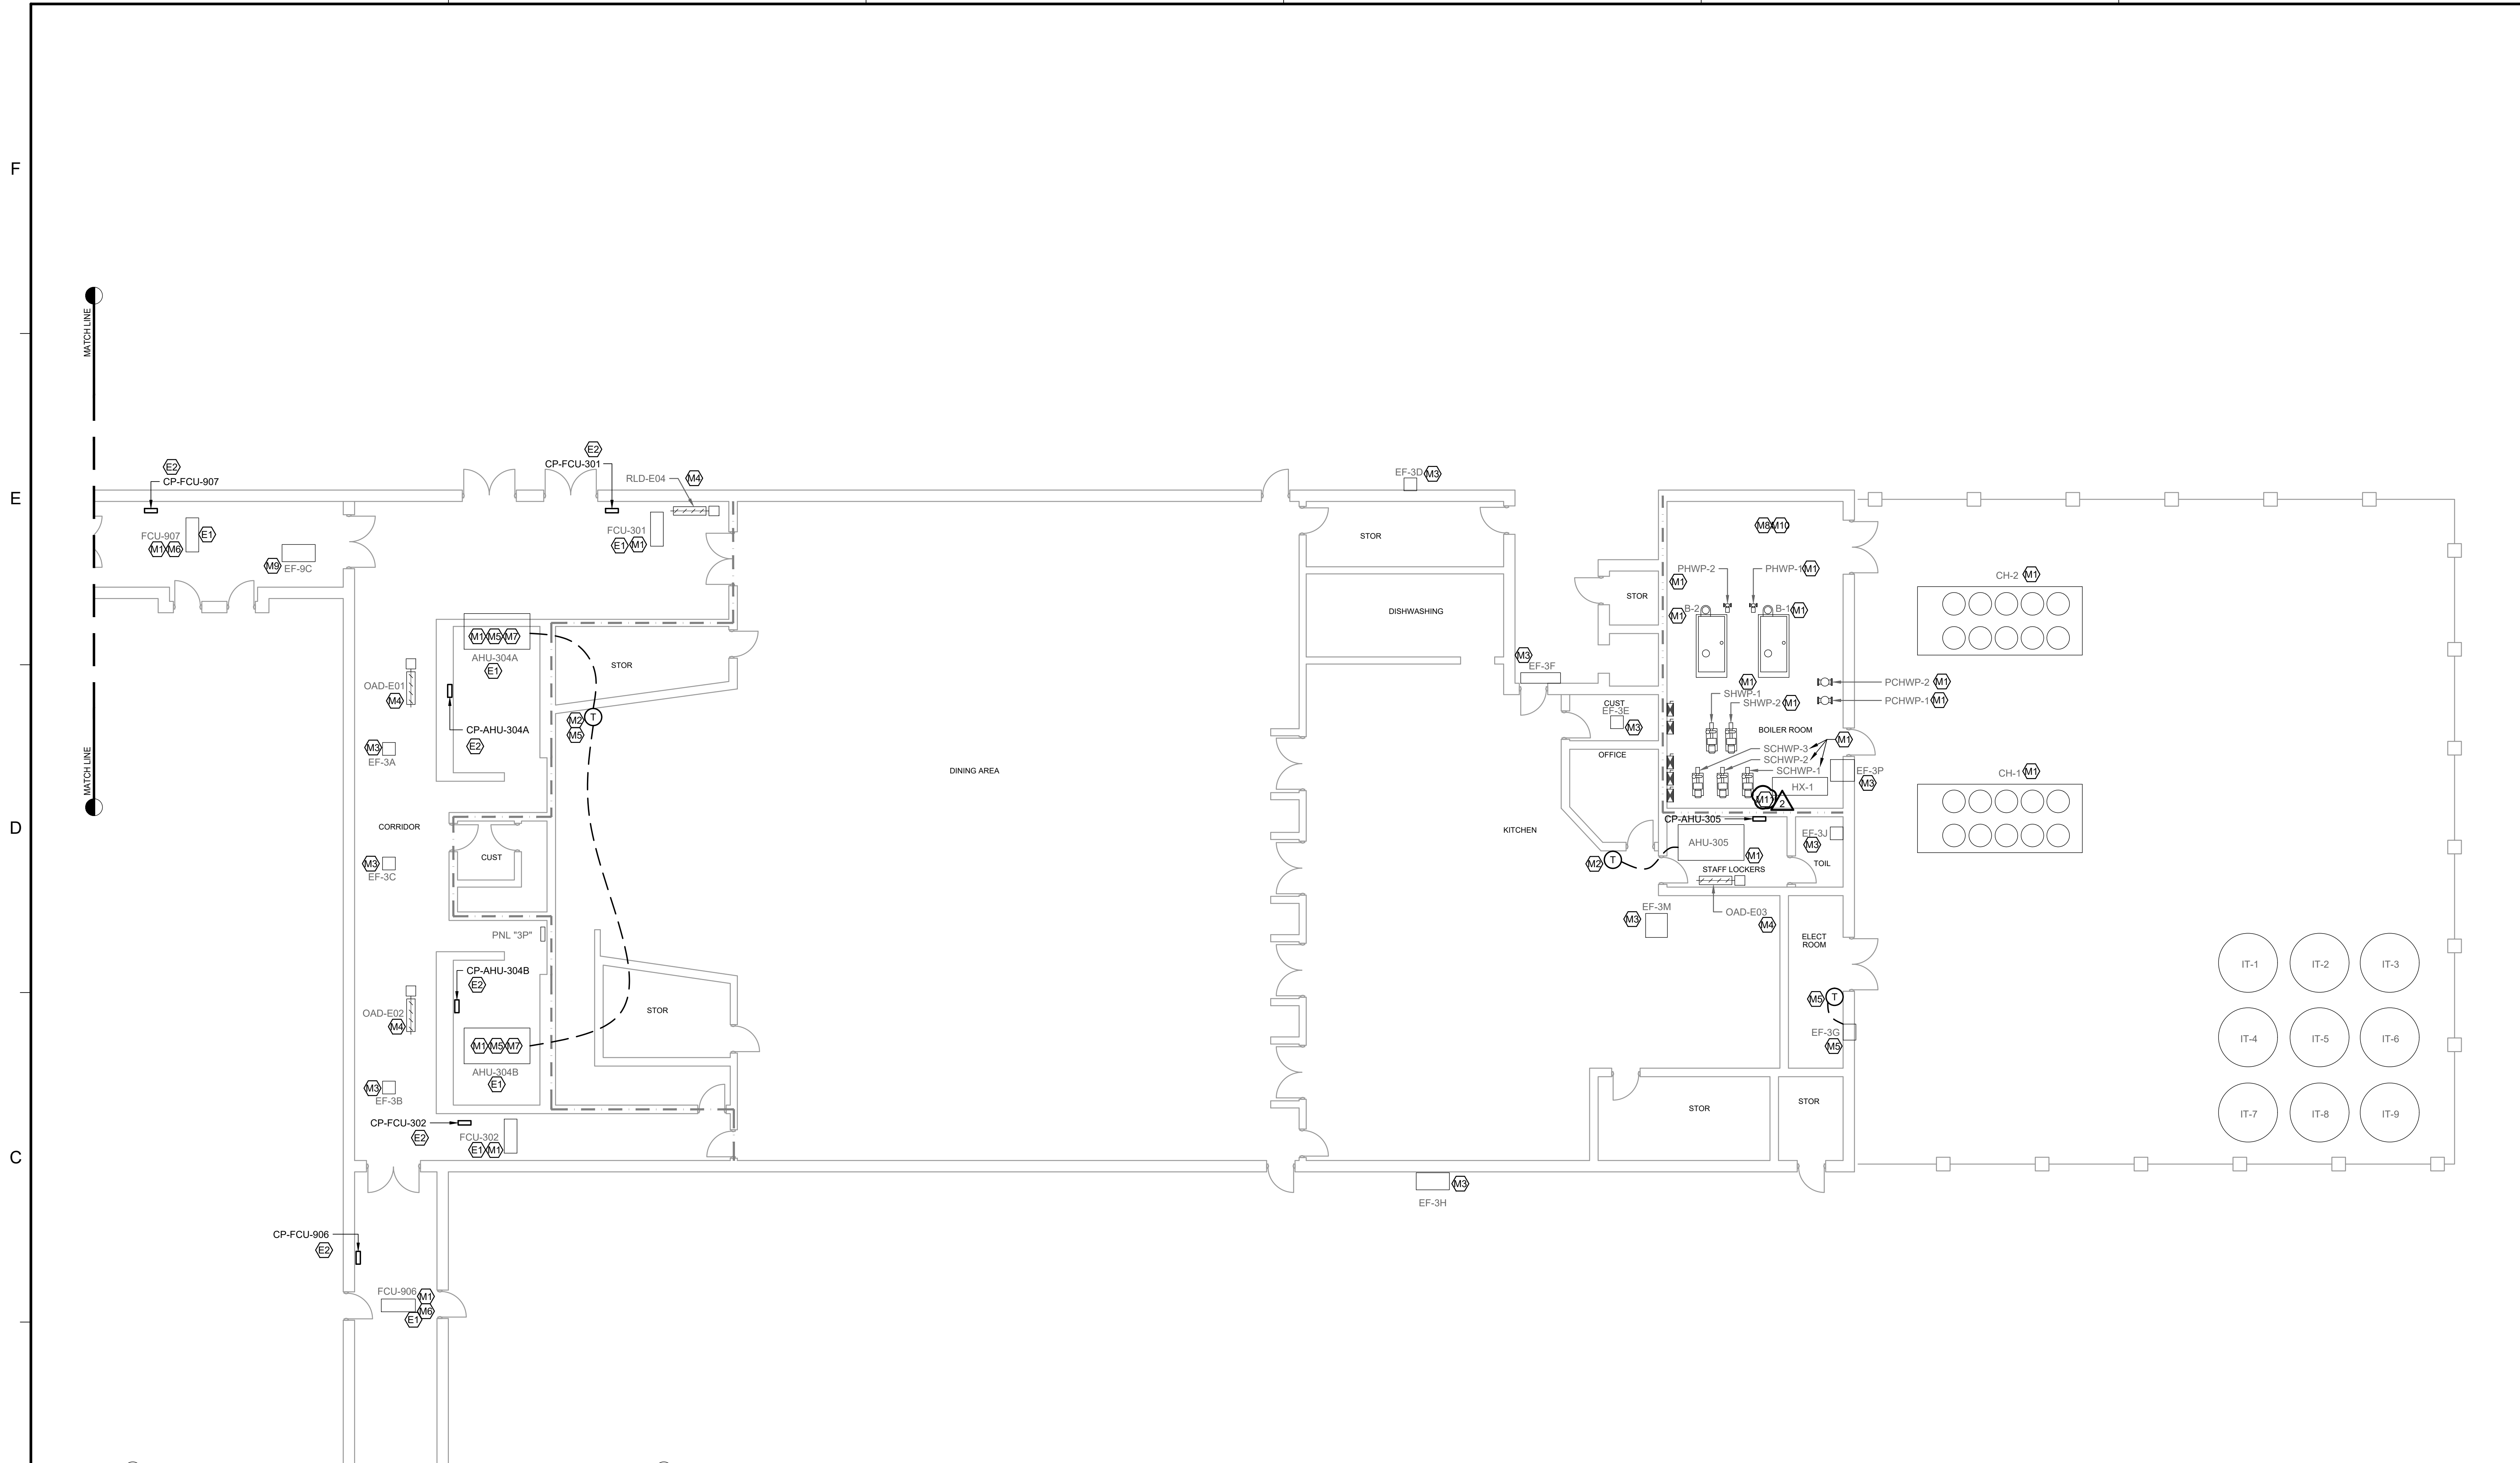 F
MATCH LINE
E
E2
CP-FCU-907
FCU-907
E1
M1 M6
M9
EF-9C
E2
CP-FCU-301
RLD-E04
M4
FCU-301
E1 M1
EF-3D
M3
STOR
DISHWASHING
STOR
M8 M10
PHWP-2
M1
PHWP-1
M1
B-2
M1
B-1
M1
CH-2
M1
M1 M5 M7
AHU-304A
E1
STOR
OAD-E01
M4
CP-AHU-304A
E2
M2
M5
T
M3
EF-3A
M3
EF-3F
CUST
EF-3E
M3
OFFICE
M1
SHWP-1
SHWP-2
M1
PCHWP-2
M1
PCHWP-1
M1
BOILER ROOM
M1
SCHWP-3
SCHWP-2
SCHWP-1
HX-1
EF-3P
M3
M11
2
CH-1
M1
MATCH LINE
D
CORRIDOR
DINING AREA
KITCHEN
M3
EF-3C
CUST
CP-AHU-305
AHU-305
M1
EF-3J
M3
TOIL
M2
T
STAFF LOCKERS
OAD-E03
M4
EF-3M
M3
PNL "3P"
CP-AHU-304B
E2
ELECT
ROOM
OAD-E02
M4
STOR
M5
T
EF-3G
M5
M1 M5 M7
AHU-304B
E1
M3
EF-3B
IT-1
IT-2
IT-3
IT-4
IT-5
IT-6
IT-7
IT-8
IT-9
STOR
STOR
CP-FCU-302
E2
FCU-302
E1 M1
C
M3
EF-3H
CP-FCU-906
E2
FCU-906
M1
M6
E1